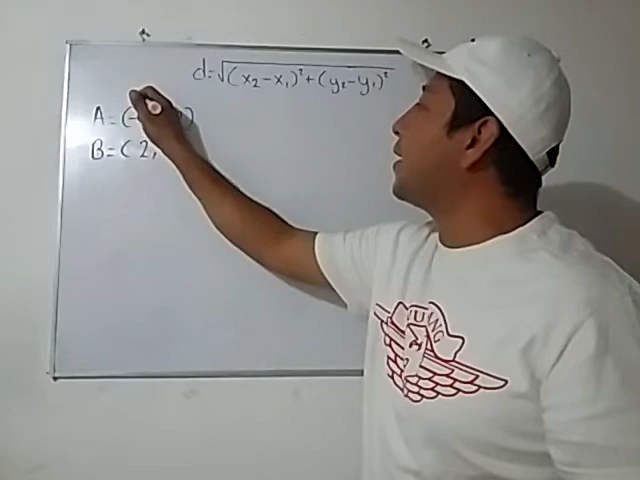 d=√(x₂-x₁)²+(y₂-y₁)²
A=(-
B=(2,